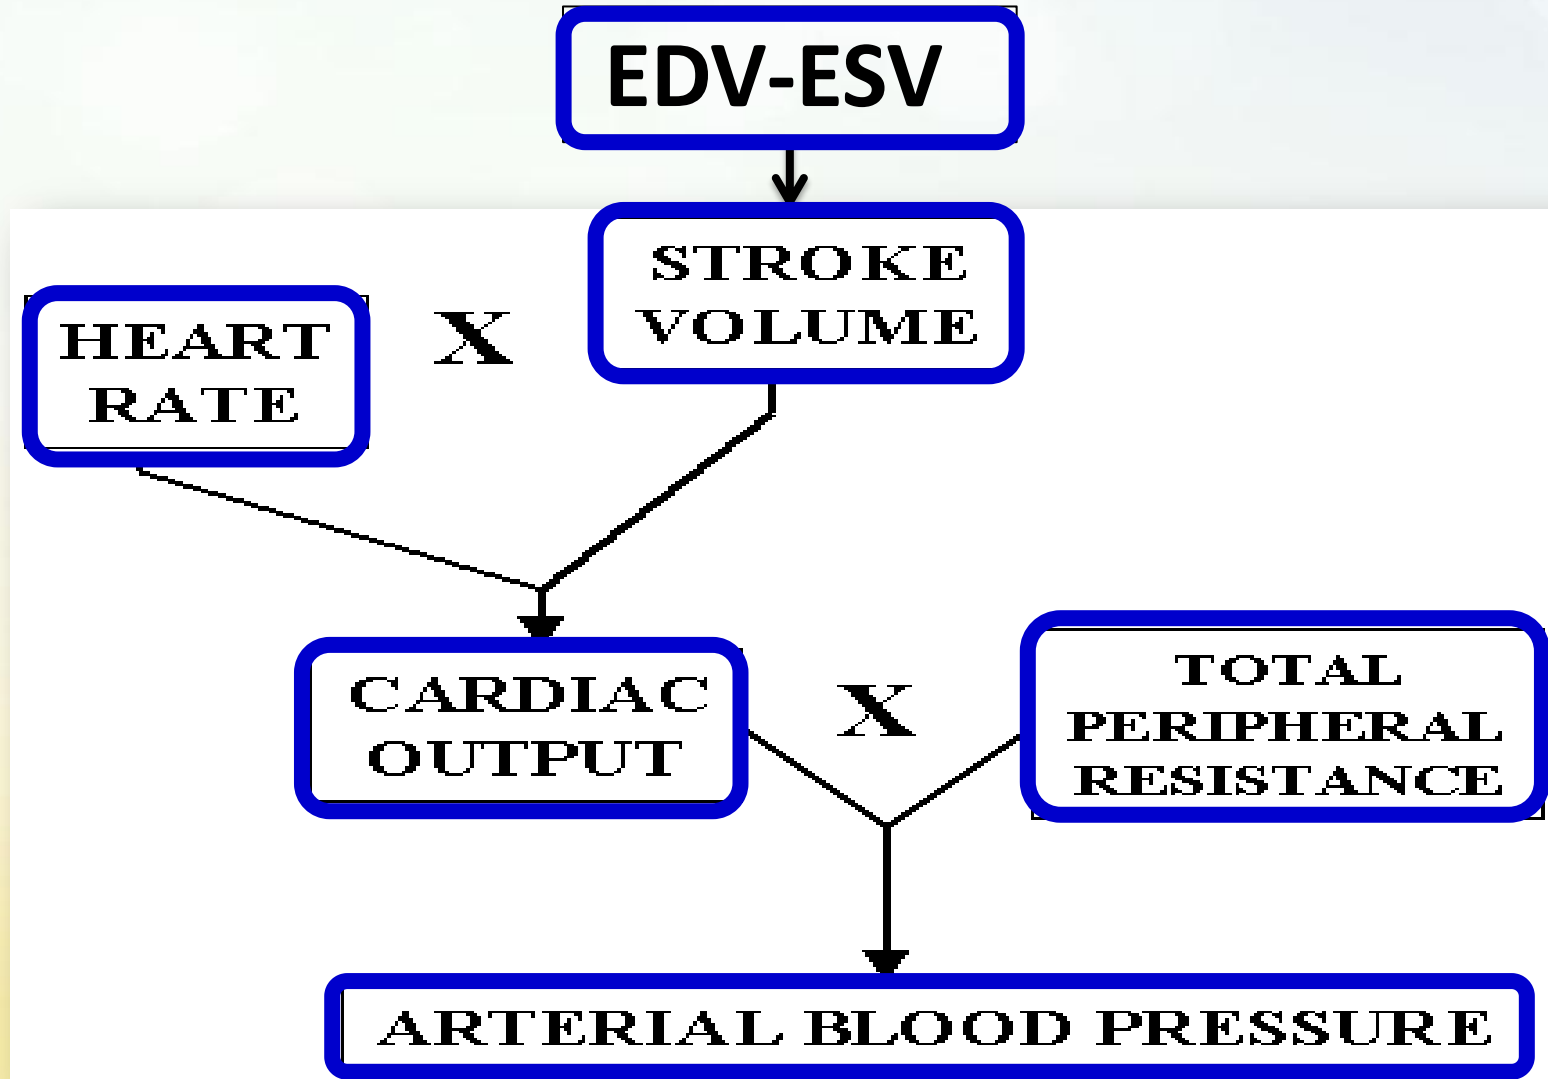 EDV-ESV
STROKE
VOLUME
HEART
RATE
X
CARDIAC
OUTPUT
X
TOTAL
PERIPHERAL
RESISTANCE
ARTERIAL BLOOD PRESSURE